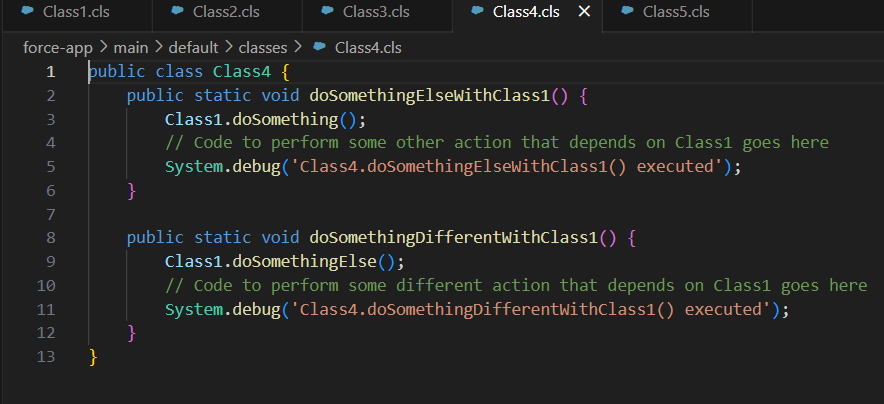 Class1.cls Class2.cls Class3.cls Class4.cls × Class5.cls
force-app > main > default > classes > Class4.cls
1 public class Class4 {
2     public static void doSomethingElseWithClass1() {
3         Class1.doSomething();
4         // Code to perform some other action that depends on Class1 goes here
5         System.debug('Class4.doSomethingElseWithClass1() executed');
6     }
7
8     public static void doSomethingDifferentWithClass1() {
9         Class1.doSomethingElse();
10         // Code to perform some different action that depends on Class1 goes here
11         System.debug('Class4.doSomethingDifferentWithClass1() executed');
12     }
13 }